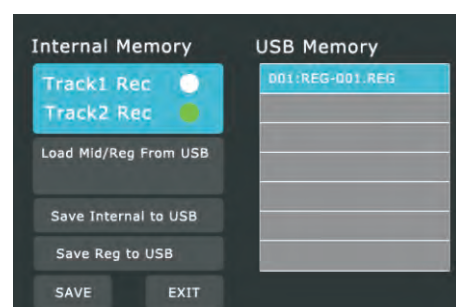 Internal Memory
Track1 Rec
Track2 Rec
Load Mid/Reg From USB
Save Internal to USB
Save Reg to USB
SAVE
EXIT
USB Memory
001:REG-001.REG